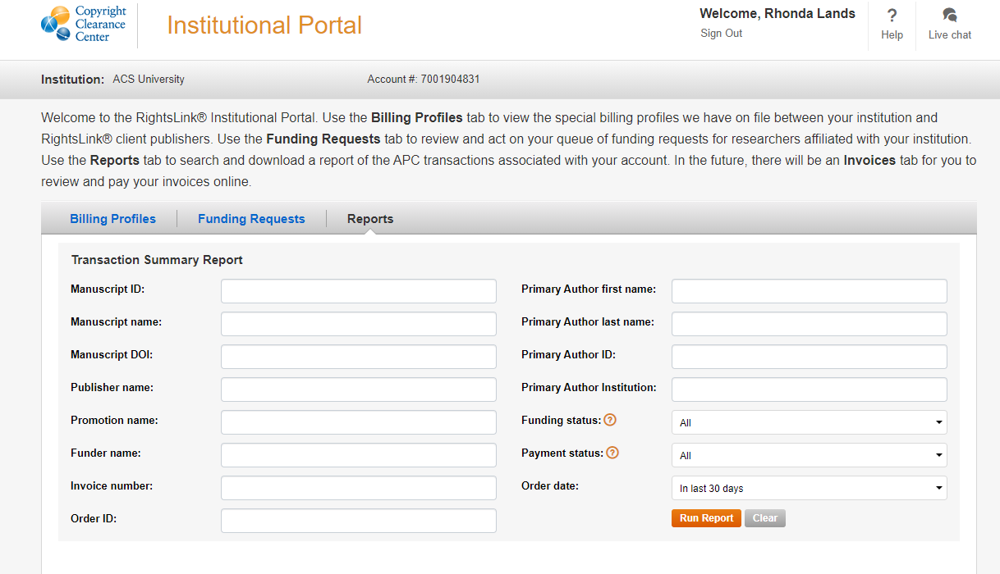 Copyright
Clearance
Center
Institutional Portal
Welcome, Rhonda Lands
Sign Out
?
Help
Live chat
Institution: ACS University
Account #: 7001904831
Welcome to the RightsLink® Institutional Portal. Use the Billing Profiles tab to view the special billing profiles we have on file between your institution and
RightsLink® client publishers. Use the Funding Requests tab to review and act on your queue of funding requests for researchers affiliated with your institution.
Use the Reports tab to search and download a report of the APC transactions associated with your account. In the future, there will be an Invoices tab for you to
review and pay your invoices online.
Billing Profiles
Funding Requests
Reports
Transaction Summary Report
Manuscript ID:
Manuscript name:
Manuscript DOI:
Publisher name:
Promotion name:
Funder name:
Invoice number:
Order ID:
Primary Author first name:
Primary Author last name:
Primary Author ID:
Primary Author Institution:
Funding status: ? All
Payment status: ? All
Order date: In last 30 days
Run Report Clear